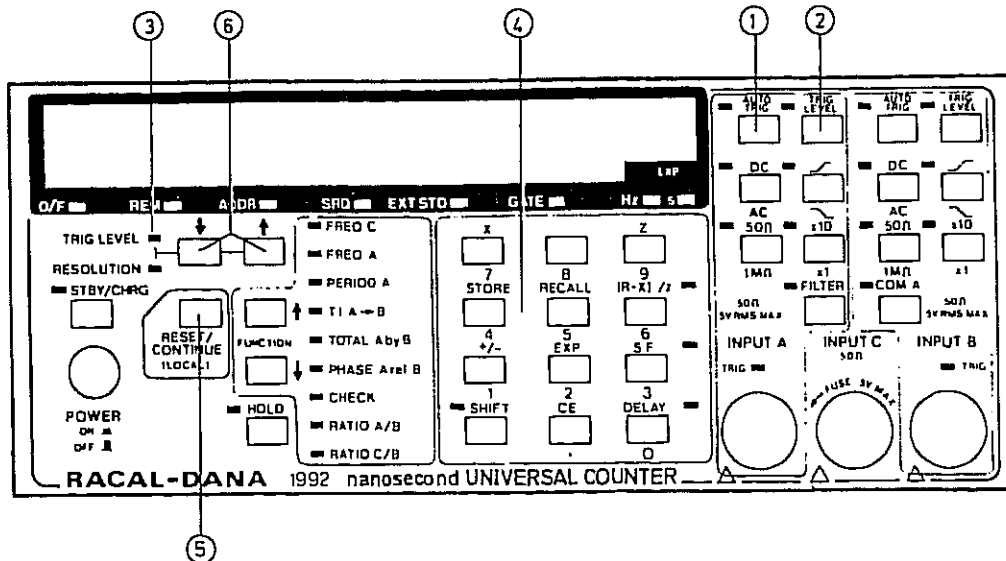 3 6 4 1 2
AUTO TRIG TRIG LEVEL AUTO TRIG TRIG LEVEL
EXP
O/F REM ADDR SRQ EXT STD GATE Hz s
DC DC
AC AC
TRIG LEVEL
RESOLUTION
STBY/CHRG
RESET/
CONTINUE
(LOCAL)
FUNCTION
HOLD
POWER
ON
OFF
FREQ C
FREQ A
PERIOD A
T I A→B
TOTAL A by B
PHASE A rel B
CHECK
RATIO A/B
RATIO C/B
X Z
7 8 9
STORE RECALL (R-X)/z
4 5 6
+/- EXP SF
1 2 3
SHIFT CE DELAY
. 0
50Ω x10 50Ω x10
1MΩ x1 1MΩ x1
FILTER COM A
50Ω
5V RMS MAX
50Ω
5V RMS MAX
INPUT A INPUT C INPUT B
50Ω
TRIG TRIG
FUSE 5V MAX
RACAL-DANA 1992 nanosecond UNIVERSAL COUNTER
5